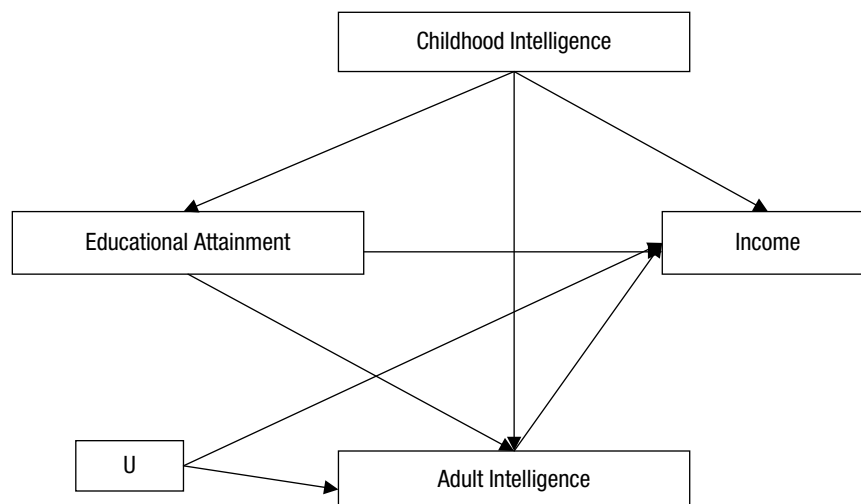 Childhood Intelligence
Educational Attainment
Income
U
Adult Intelligence